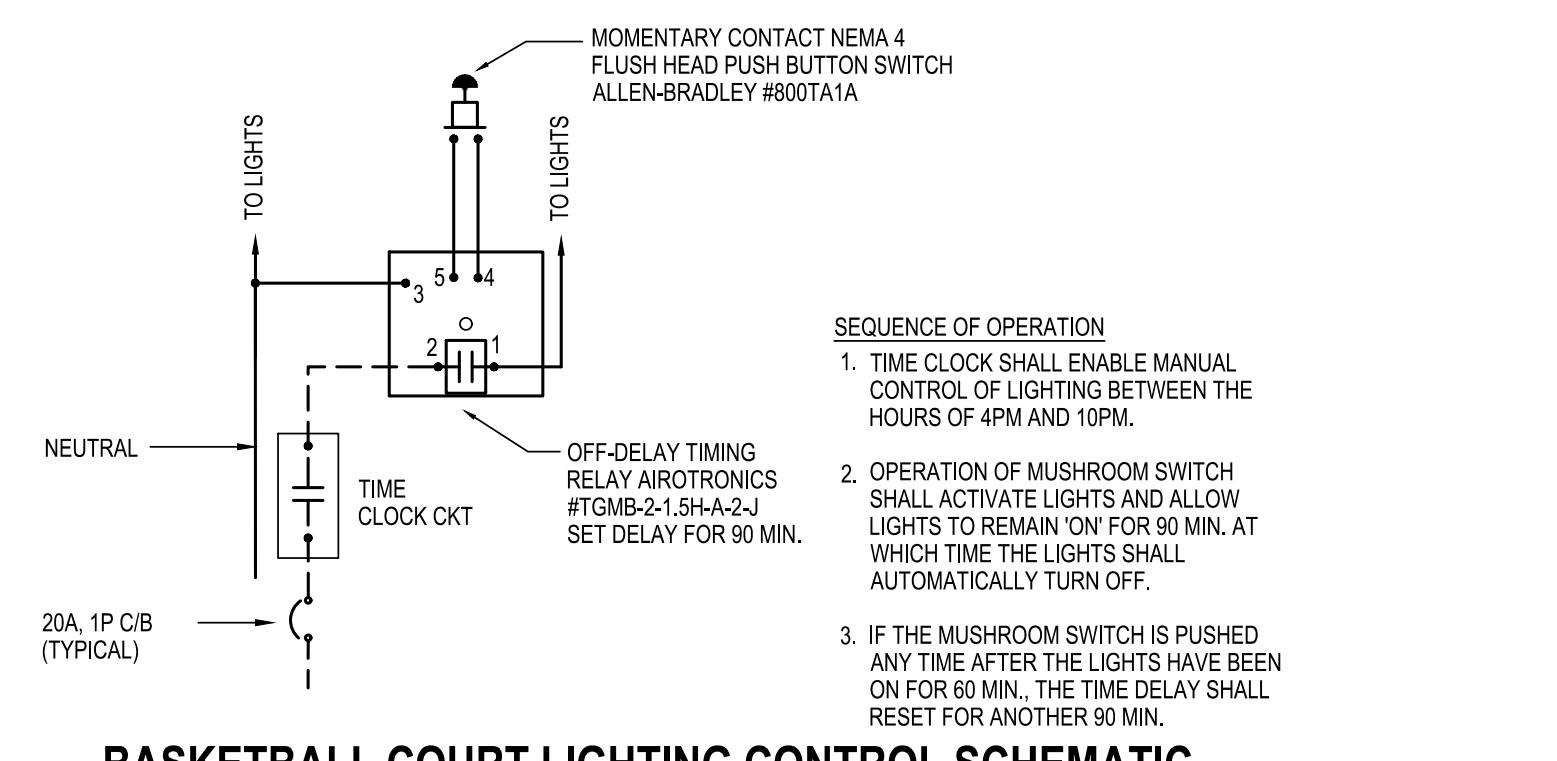 MOMENTARY CONTACT NEMA 4
FLUSH HEAD PUSH BUTTON SWITCH
ALLEN-BRADLEY #800TA1A
TO LIGHTS
TO LIGHTS
5
4
3
2
1
NEUTRAL
TIME
CLOCK CKT
OFF-DELAY TIMING
RELAY AIROTRONICS
#TGMB-2-1.5H-A-2-J
SET DELAY FOR 90 MIN.
20A, 1P C/B
(TYPICAL)
SEQUENCE OF OPERATION
1. TIME CLOCK SHALL ENABLE MANUAL
CONTROL OF LIGHTING BETWEEN THE
HOURS OF 4PM AND 10PM.
2. OPERATION OF MUSHROOM SWITCH
SHALL ACTIVATE LIGHTS AND ALLOW
LIGHTS TO REMAIN 'ON' FOR 90 MIN. AT
WHICH TIME THE LIGHTS SHALL
AUTOMATICALLY TURN OFF.
3. IF THE MUSHROOM SWITCH IS PUSHED
ANY TIME AFTER THE LIGHTS HAVE BEEN
ON FOR 60 MIN., THE TIME DELAY SHALL
RESET FOR ANOTHER 90 MIN.
BASKETBALL COURT LIGHTING CONTROL SCHEMATIC